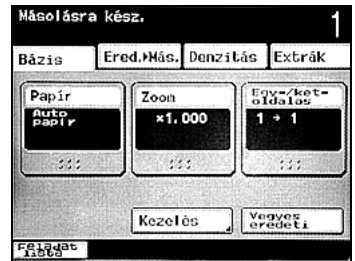 Másolásra kész. 1
Bázis Ered.▸Más. Denzitás Extrák
Papír Zoom Egy-/két-
oldalas
Auto
papír ×1.000 1 → 1
Kezelés Vegyes
eredeti
Feladat
lista